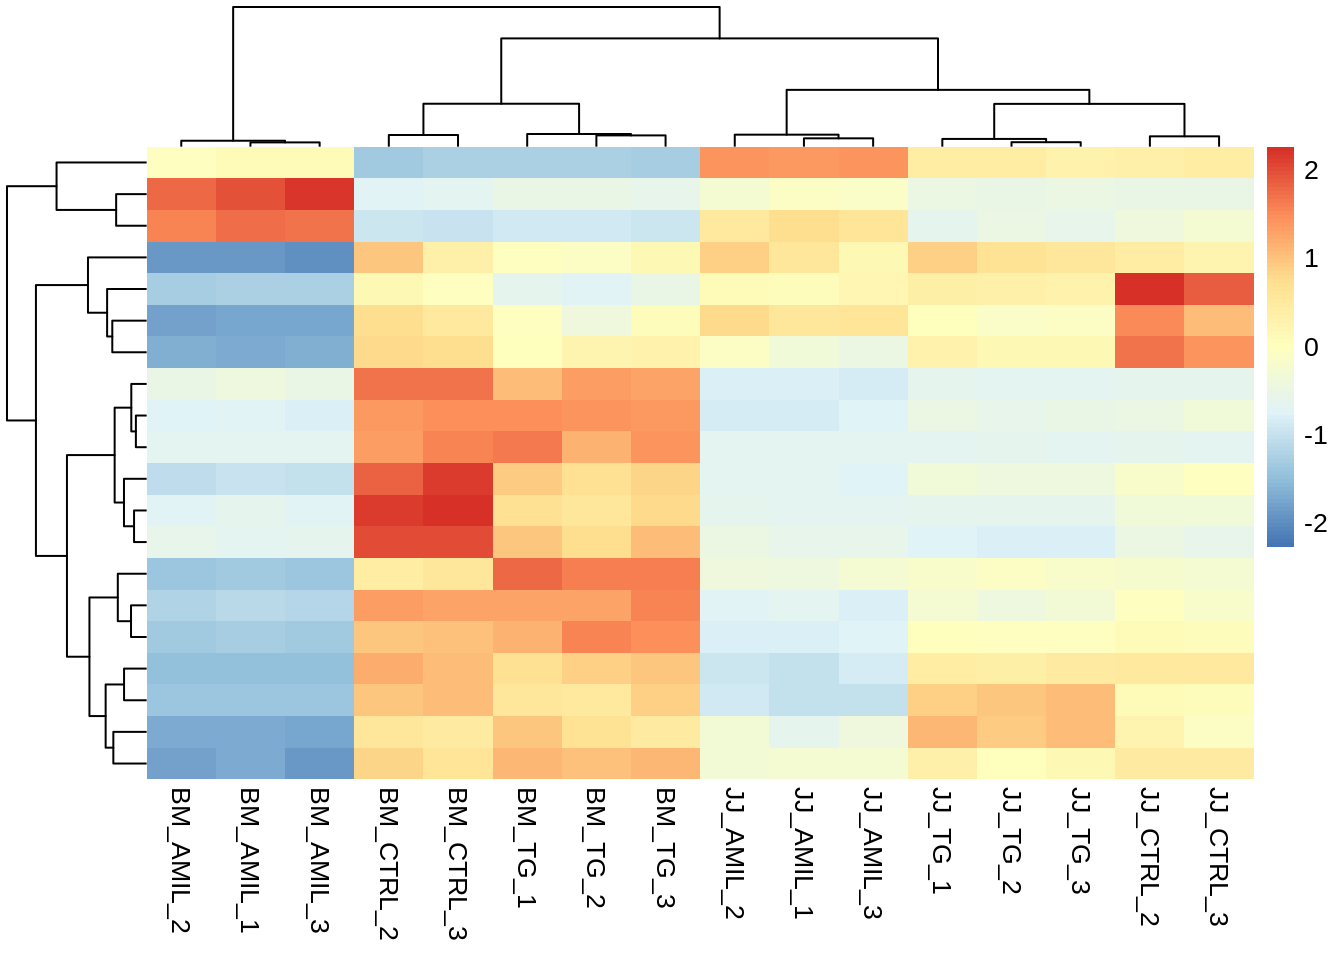 2
1
0
-1
-2
BM_AMIL_2
BM_AMIL_1
BM_AMIL_3
BM_CTRL_2
BM_CTRL_3
BM_TG_1
BM_TG_2
BM_TG_3
JJ_AMIL_2
JJ_AMIL_1
JJ_AMIL_3
JJ_TG_1
JJ_TG_2
JJ_TG_3
JJ_CTRL_2
JJ_CTRL_3